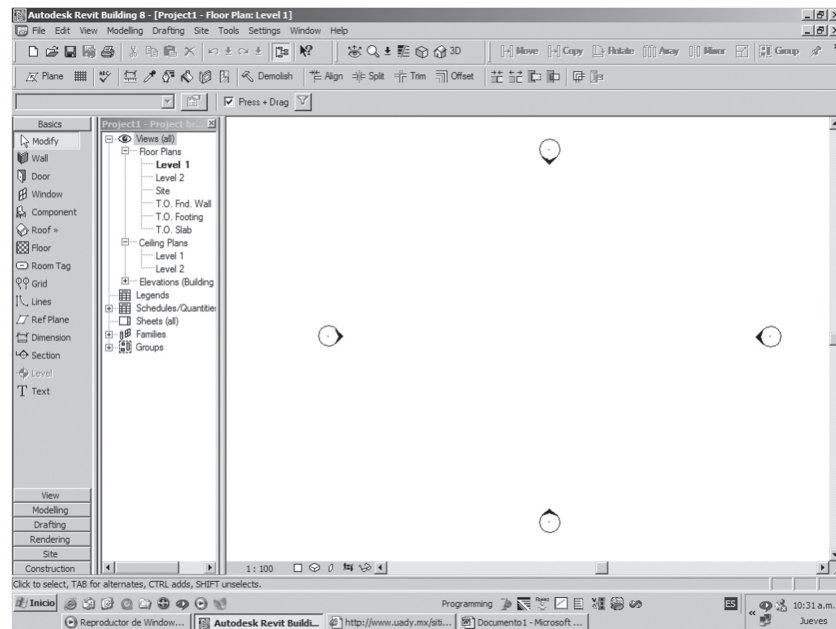 Autodesk Revit Building 8 - [Project1 - Floor Plan: Level 1]
File Edit View Modelling Drafting Site Tools Settings Window Help
3D Move Copy Rotate Array Mirror Group
Plane Demolish Align Split Trim Offset
Press + Drag
Basics
Modify
Wall
Door
Window
Component
Roof »
Floor
Room Tag
Grid
Lines
Ref Plane
Dimension
Section
Level
Text
View
Modelling
Drafting
Rendering
Site
Construction
Project1 - Project be...
Views (all)
Floor Plans
Level 1
Level 2
Site
T.O. Fnd. Wall
T.O. Footing
T.O. Slab
Ceiling Plans
Level 1
Level 2
Elevations (Building
Legends
Schedules/Quantitie
Sheets (all)
Families
Groups
1 : 100
Click to select, TAB for alternates, CTRL adds, SHIFT unselects.
Inicio Programming ES 10:31 a.m.
Reproductor de Window... Autodesk Revit Buildi... http://www.uady.mx/siti... Documento1 - Microsoft ... Jueves